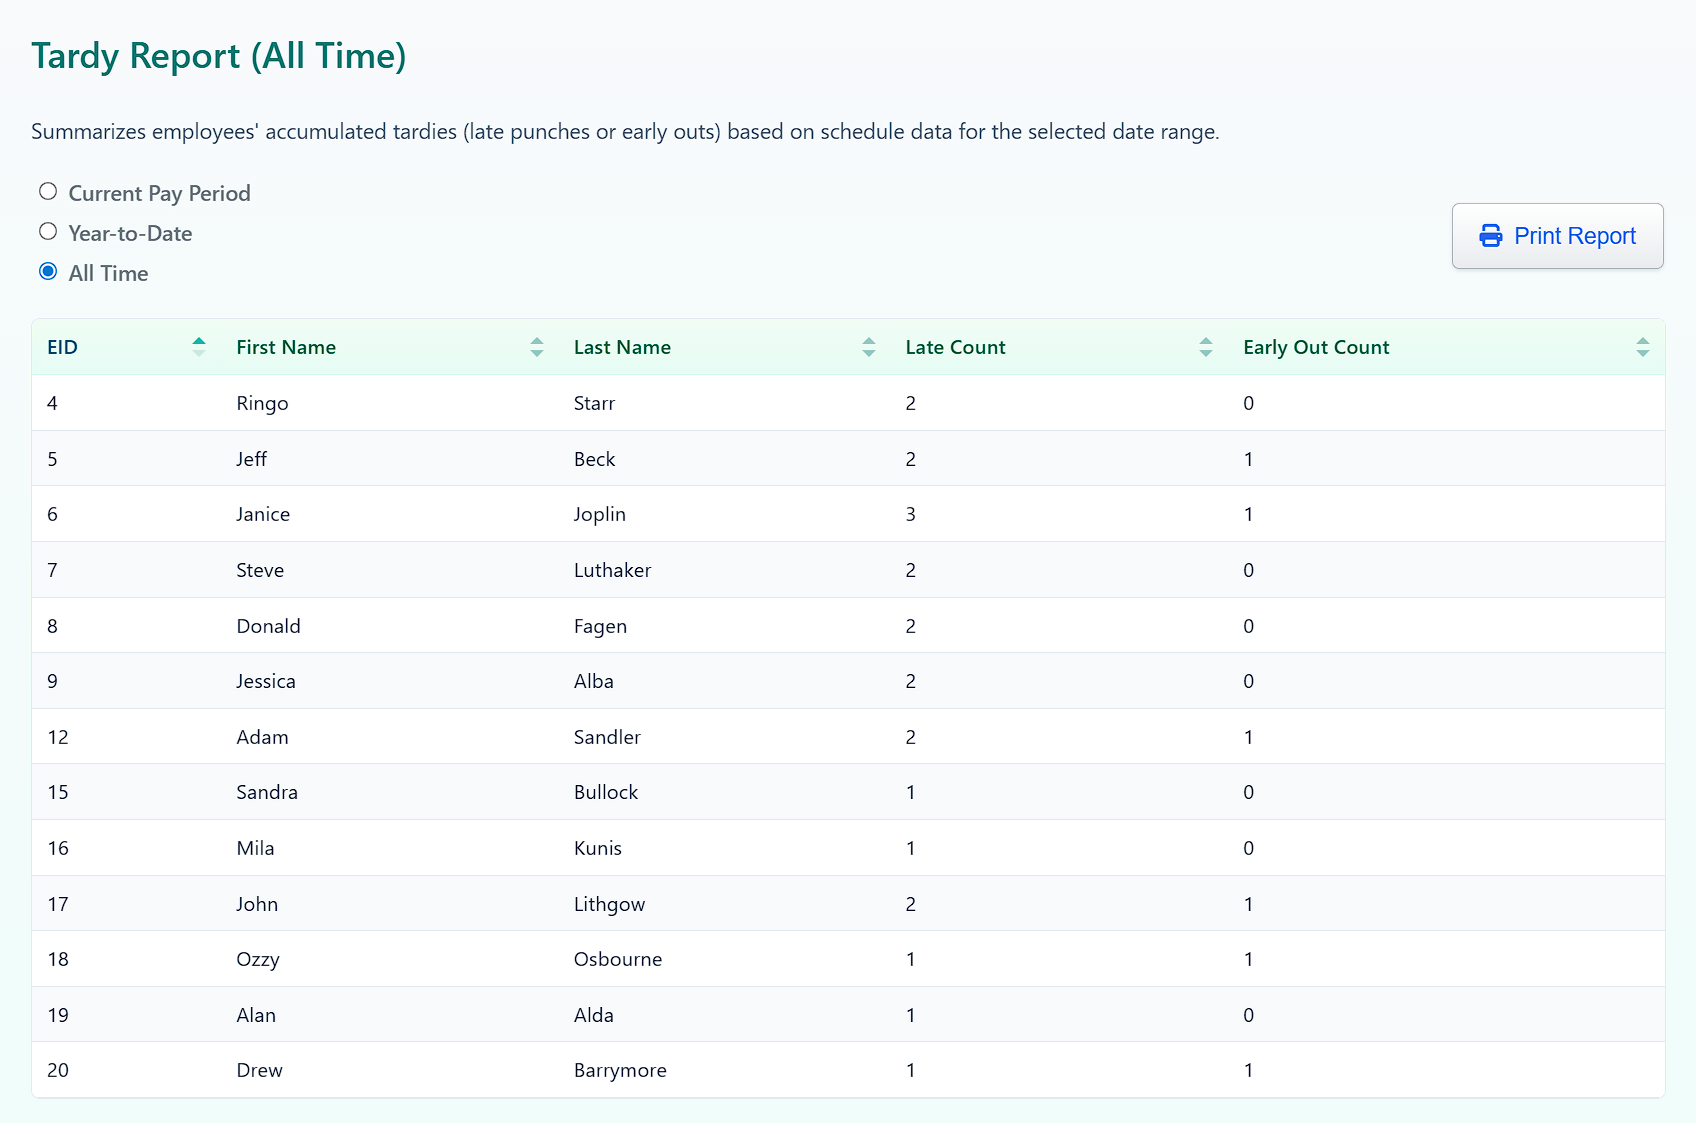 Tardy Report (All Time)
Summarizes employees' accumulated tardies (late punches or early outs) based on schedule data for the selected date range.
Current Pay Period
Year-to-Date
All Time
Print Report
EID First Name Last Name Late Count Early Out Count
4 Ringo Starr 2 0
5 Jeff Beck 2 1
6 Janice Joplin 3 1
7 Steve Luthaker 2 0
8 Donald Fagen 2 0
9 Jessica Alba 2 0
12 Adam Sandler 2 1
15 Sandra Bullock 1 0
16 Mila Kunis 1 0
17 John Lithgow 2 1
18 Ozzy Osbourne 1 1
19 Alan Alda 1 0
20 Drew Barrymore 1 1